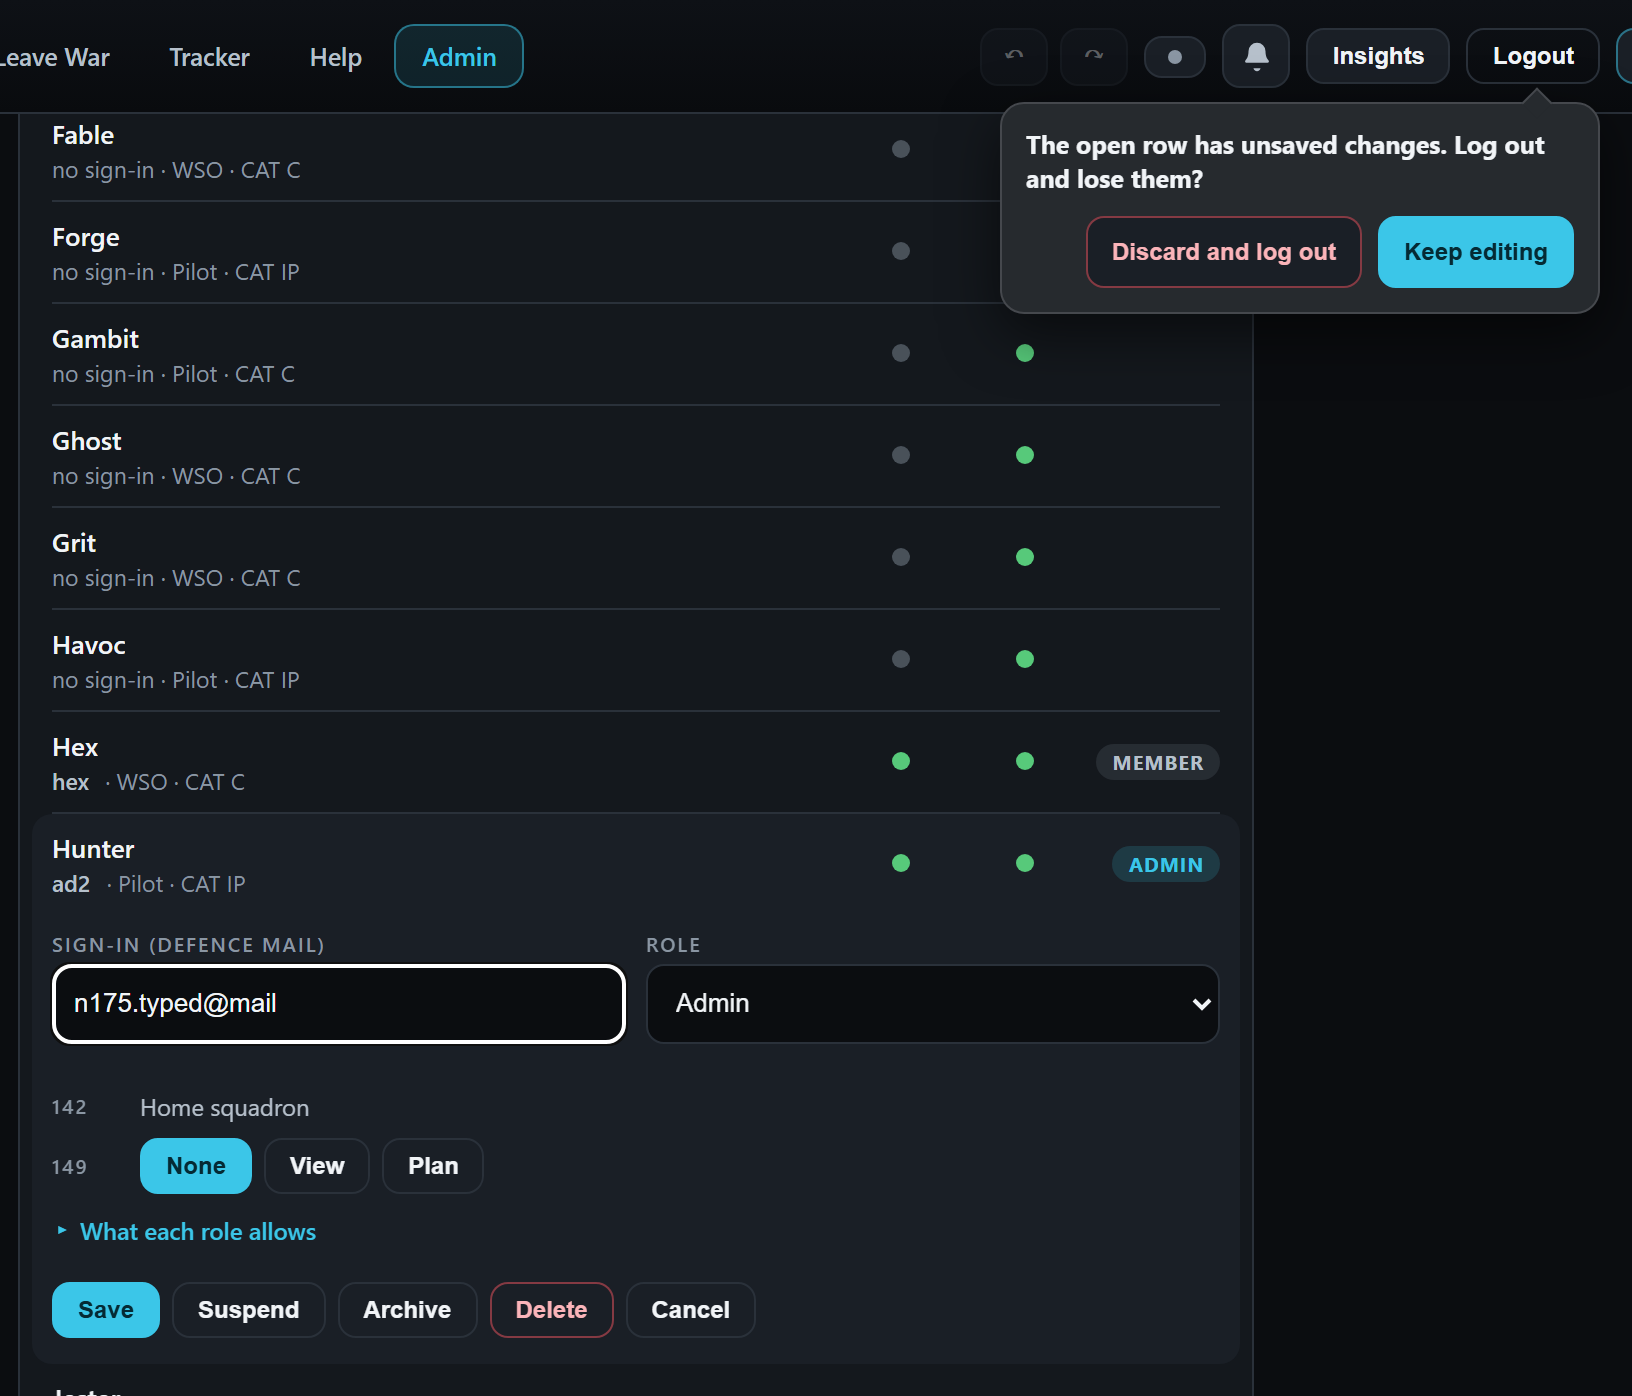 Leave War Tracker Help Admin Insights Logout
The open row has unsaved changes. Log out
and lose them?
Discard and log out Keep editing
Fable
no sign-in · WSO · CAT C
Forge
no sign-in · Pilot · CAT IP
Gambit
no sign-in · Pilot · CAT C
Ghost
no sign-in · WSO · CAT C
Grit
no sign-in · WSO · CAT C
Havoc
no sign-in · Pilot · CAT IP
Hex
hex · WSO · CAT C
MEMBER
Hunter
ad2 · Pilot · CAT IP
ADMIN
SIGN-IN (DEFENCE MAIL) ROLE
n175.typed@mail Admin
142 Home squadron
149 None View Plan
What each role allows
Save Suspend Archive Delete Cancel